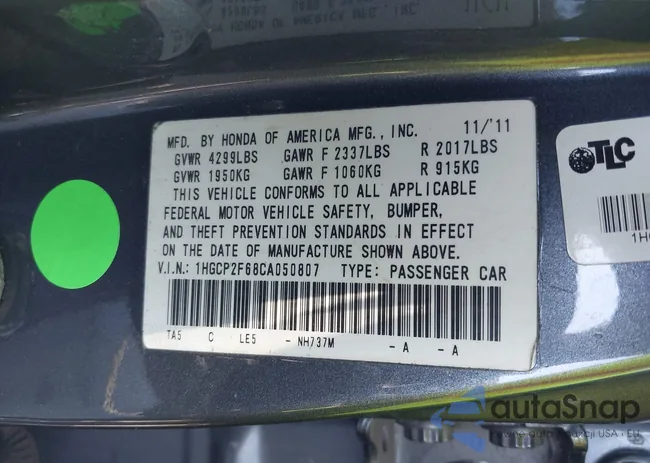 MFD. BY HONDA OF AMERICA MFG., INC. 11/'11
GVWR 4299LBS GAWR F 2337LBS R 2017LBS
GVWR 1950KG GAWR F 1060KG R 915KG
THIS VEHICLE CONFORMS TO ALL APPLICABLE
FEDERAL MOTOR VEHICLE SAFETY, BUMPER,
AND THEFT PREVENTION STANDARDS IN EFFECT
ON THE DATE OF MANUFACTURE SHOWN ABOVE.
V.I.N.: 1HGCP2F68CA050807 TYPE: PASSENGER CAR
TA5 C LE5 - NH737M - A - A
TLC
autoSnap